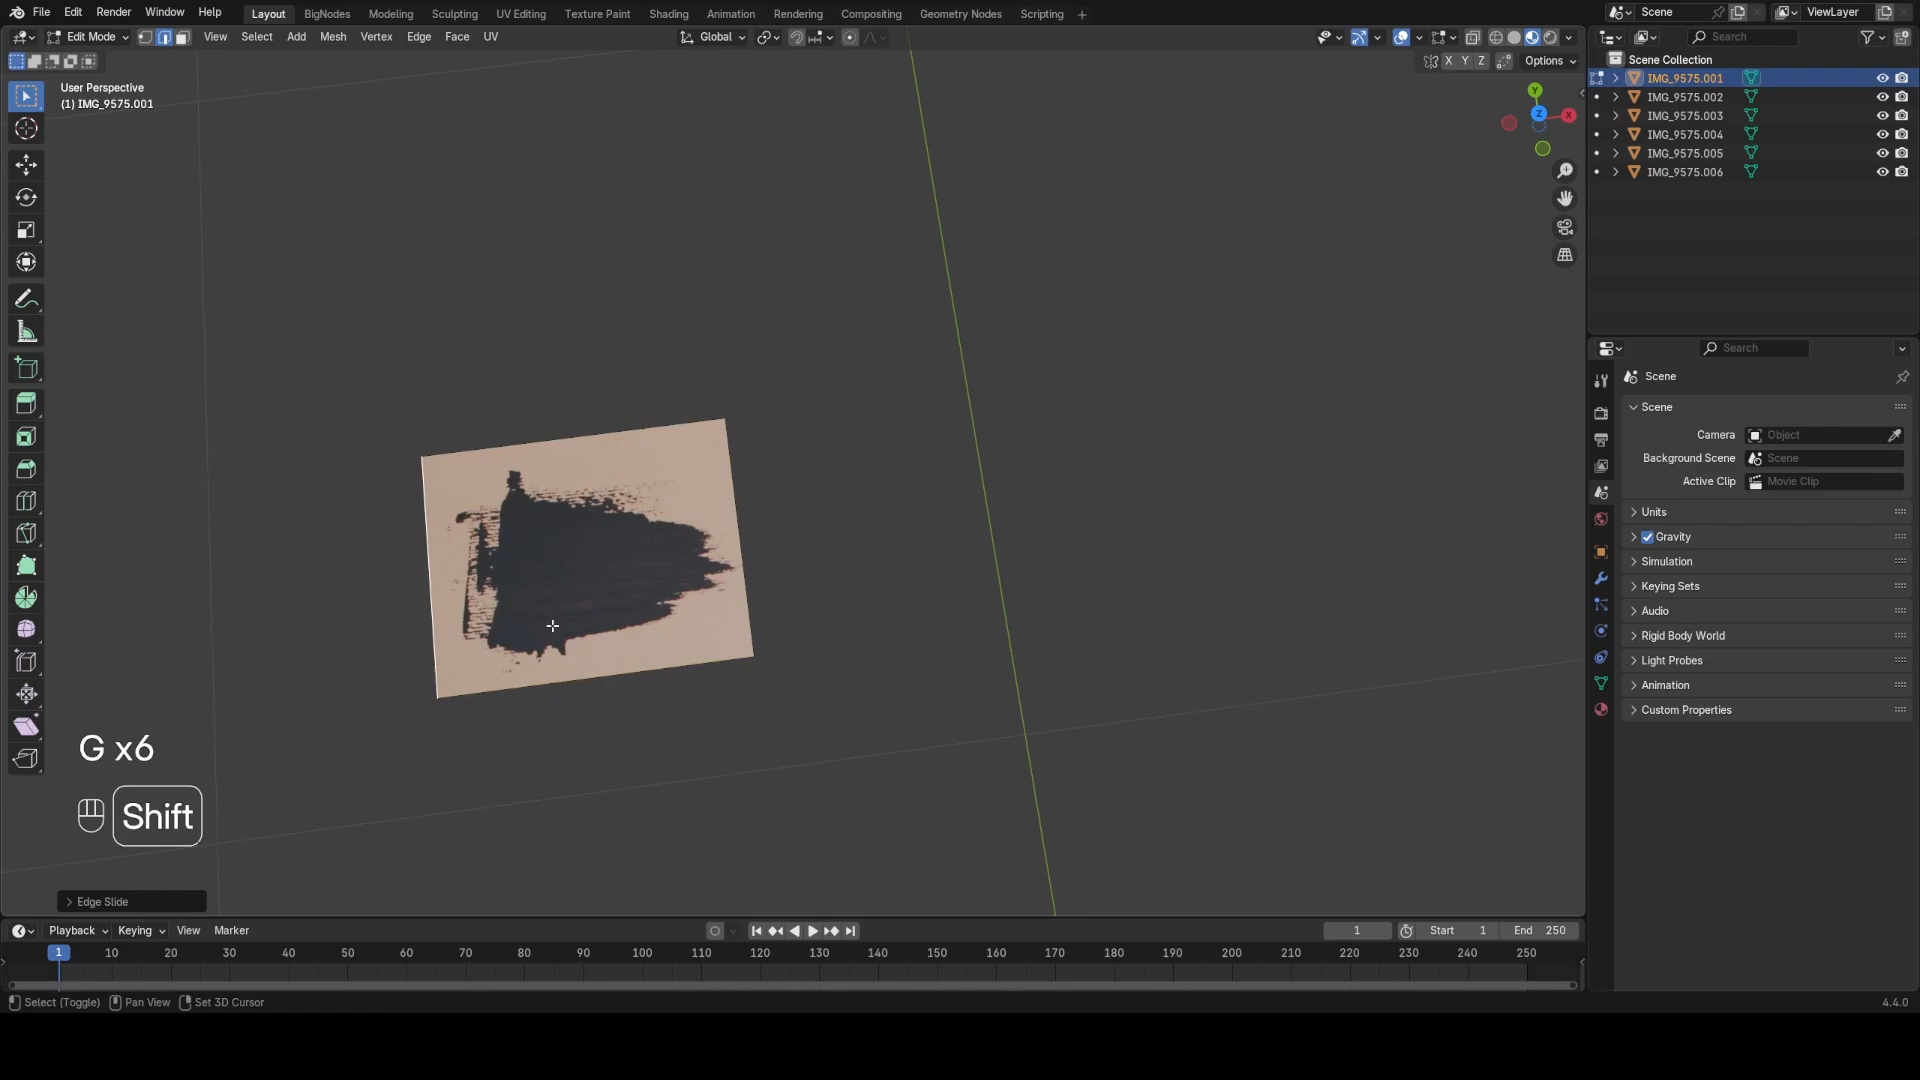 File Edit Render Window Help Layout BigNodes Modeling Sculpting UV Editing Texture Paint Shading Animation Rendering Compositing Geometry Nodes Scripting + Scene ViewLayer
Edit Mode View Select Add Mesh Vertex Edge Face UV Global Search
X Y Z Options
User Perspective
(1) IMG_9575.001
Y
Z X
Scene Collection
IMG_9575.001
IMG_9575.002
IMG_9575.003
IMG_9575.004
IMG_9575.005
IMG_9575.006
Search
Scene
Scene
Camera Object
Background Scene Scene
Active Clip Movie Clip
Units
Gravity
Simulation
Keying Sets
Audio
Rigid Body World
Light Probes
Animation
Custom Properties
G x6
Shift
Edge Slide
Playback Keying View Marker 1 Start 1 End 250
1 10 20 30 40 50 60 70 80 90 100 110 120 130 140 150 160 170 180 190 200 210 220 230 240 250
Select (Toggle) Pan View Set 3D Cursor 4.4.0